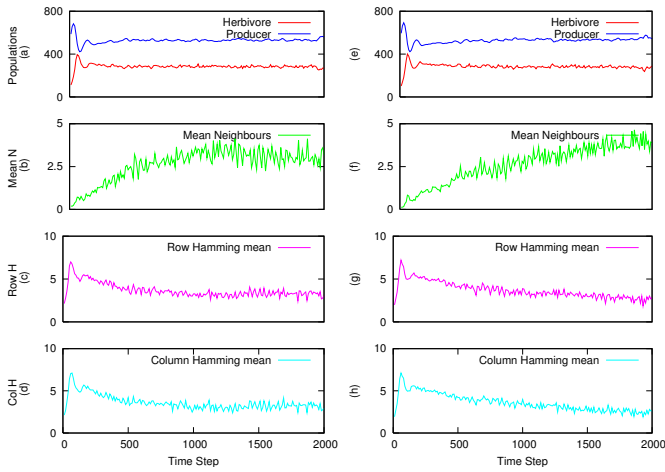 800
400
0
Populations
(a)
Herbivore
Producer
5
2.5
0
Mean N
(b)
Mean Neighbours
10
5
0
Row H
(c)
Row Hamming mean
10
5
0
Col H
(d)
Column Hamming mean
0 500 1000 1500 2000
Time Step
800
400
0
(e)
Herbivore
Producer
5
2.5
0
(f)
Mean Neighbours
10
5
0
(g)
Row Hamming mean
10
5
0
(h)
Column Hamming mean
0 500 1000 1500 2000
Time Step